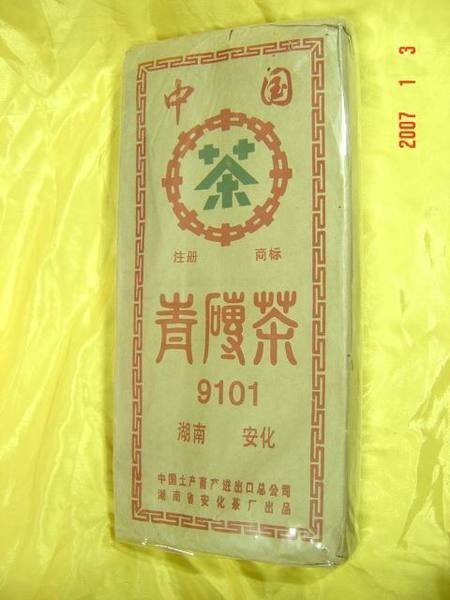 中国
茶
注册 商标
青磚茶
9101
湖南 安化
中国土产畜产进出口总公司
湖南省安化茶厂出品
2007 1 3